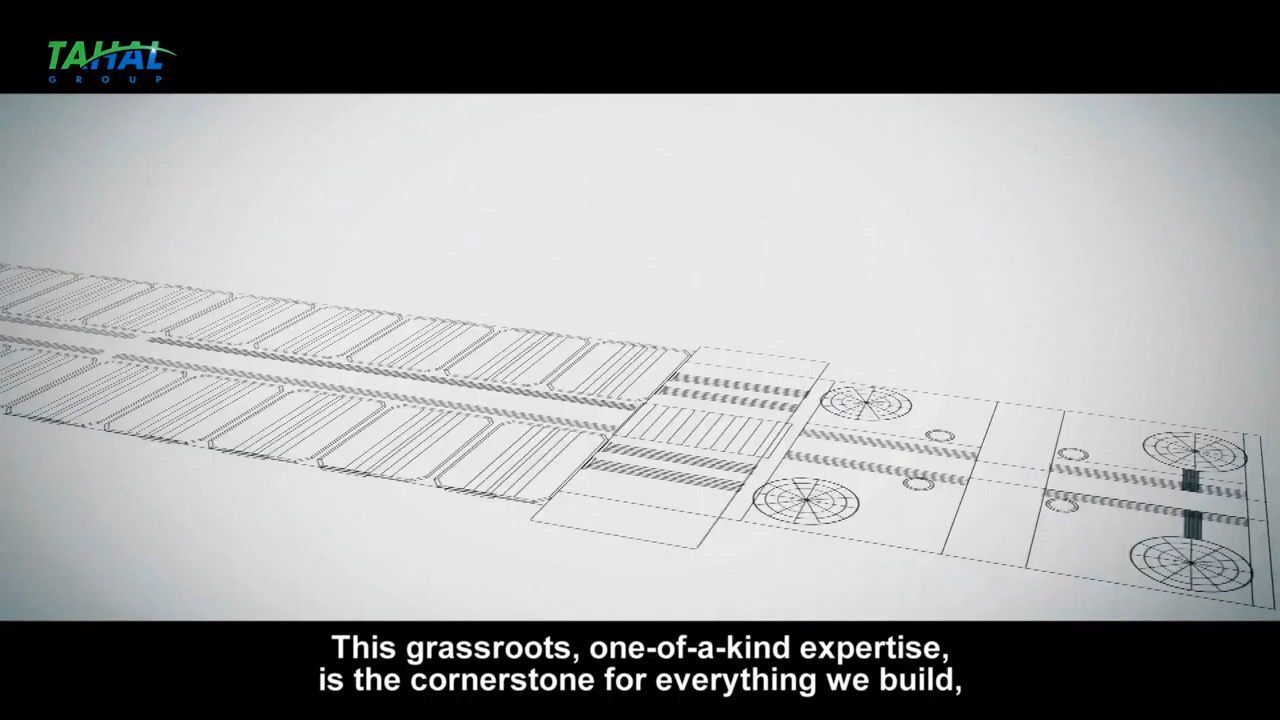 TAHAL
GROUP
This grassroots, one-of-a-kind expertise,
is the cornerstone for everything we build,